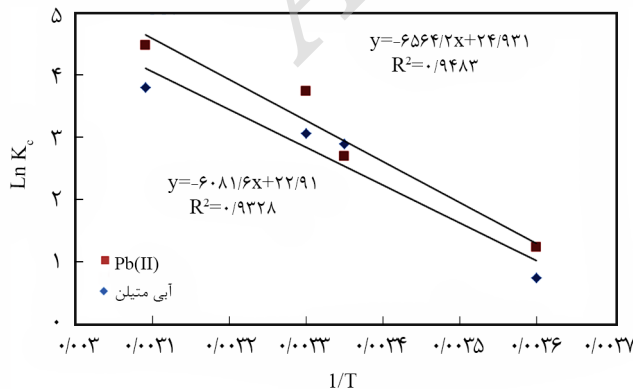 y=-۶۵۶۴/۲x+۲۴/۹۳۱
R²=۰/۹۴۸۳
y=-۶۰۸۱/۶x+۲۲/۹۱
R²=۰/۹۳۲۸
Ln K꜀
۵
۴
۳
۲
۱
۰
Pb(II)
آبی متیلن
۰/۰۰۳ ۰/۰۰۳۱ ۰/۰۰۳۲ ۰/۰۰۳۳ ۰/۰۰۳۴ ۰/۰۰۳۵ ۰/۰۰۳۶ ۰/۰۰۳۷
1/T